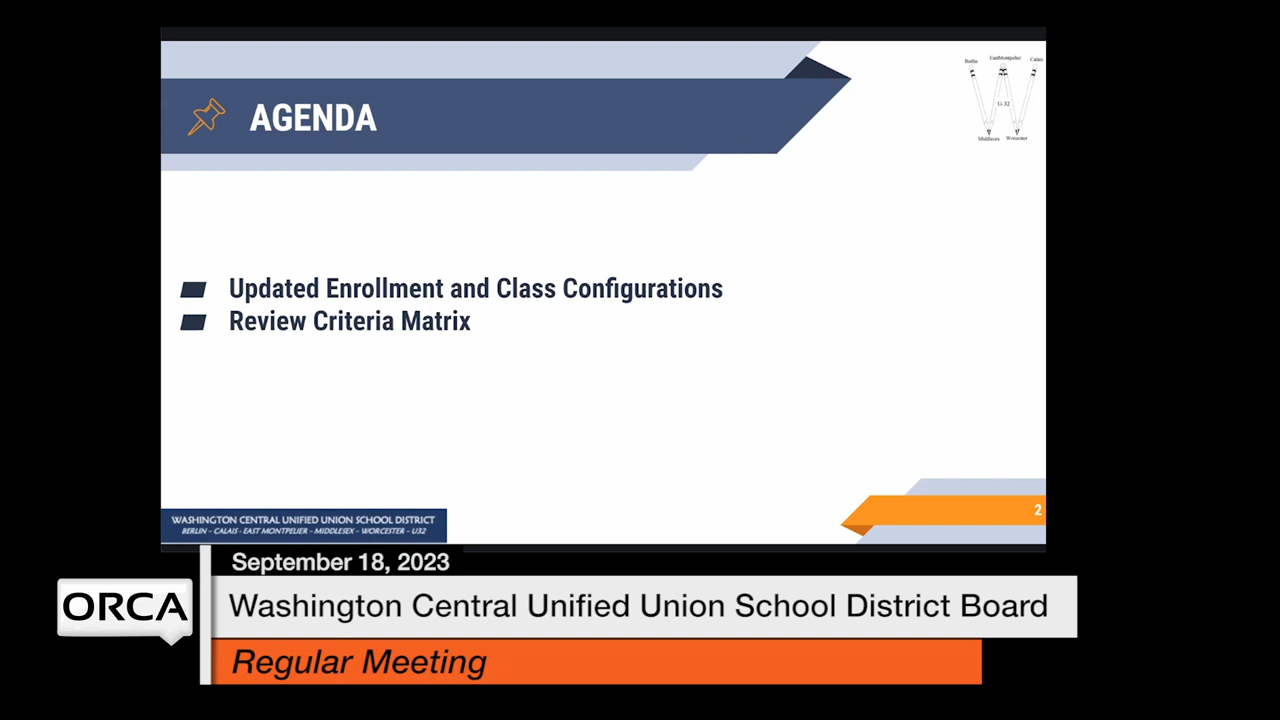 AGENDA
Berlin
EastMontpelier
Calais
U-32
Middlesex
Worcester
Updated Enrollment and Class Configurations
Review Criteria Matrix
2
WASHINGTON CENTRAL UNIFIED UNION SCHOOL DISTRICT
BERLIN – CALAIS - EAST MONTPELIER – MIDDLESEX – WORCESTER – U32
September 18, 2023
ORCA
Washington Central Unified Union School District Board
Regular Meeting